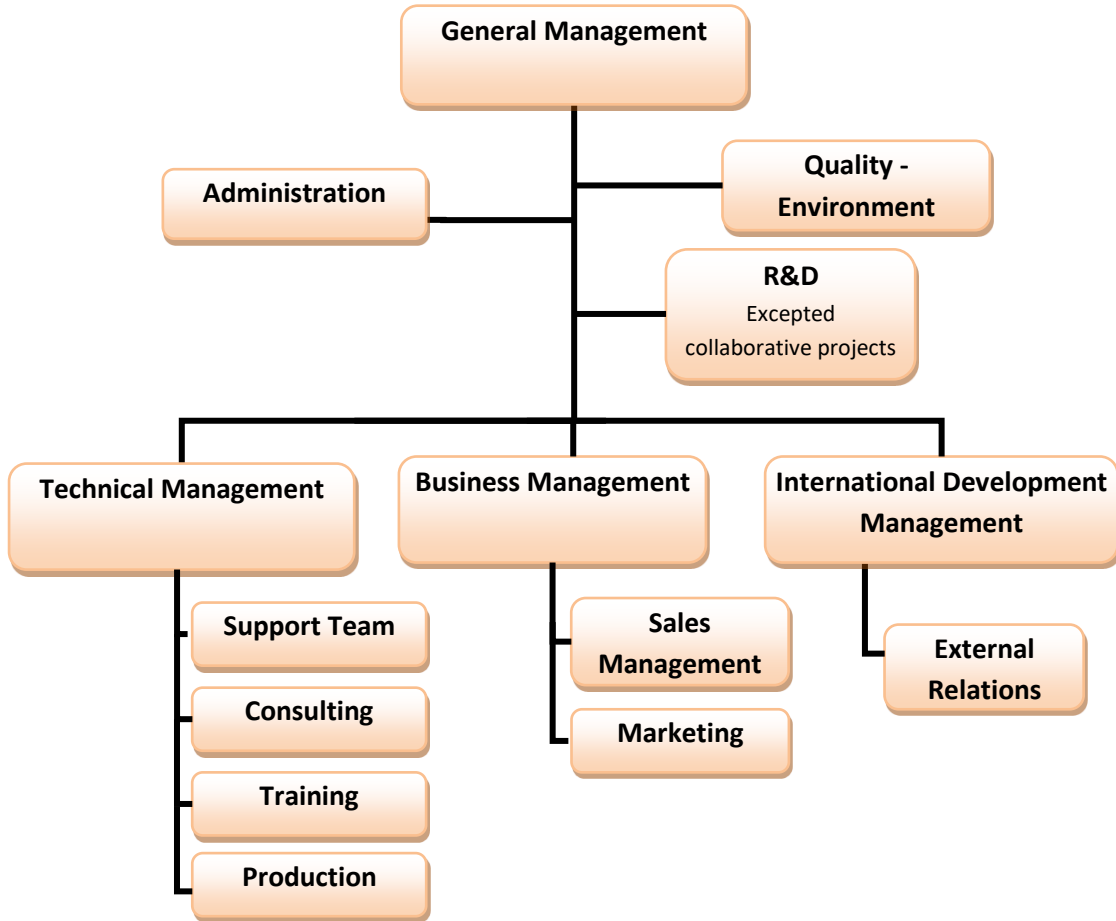 General Management
Administration
Quality -
Environment
R&D
Excepted
collaborative projects
Technical Management
Business Management
International Development
Management
Support Team
Consulting
Training
Production
Sales
Management
Marketing
External
Relations